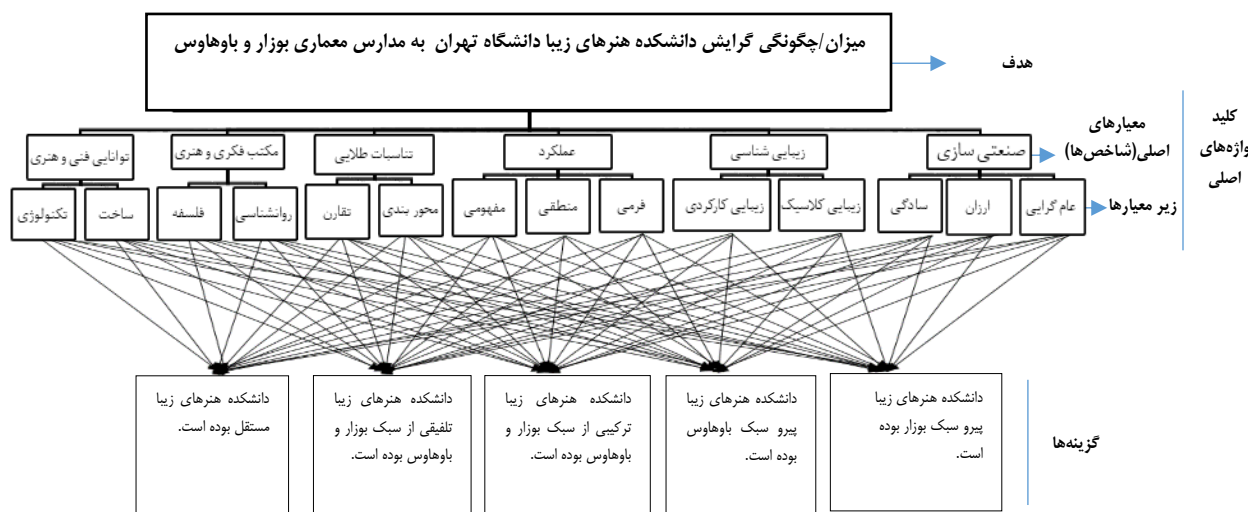 میزان/چگونگی گرایش دانشکده هنرهای زیبا دانشگاه تهران به مدارس معماری بوزار و باوهاوس
هدف
کلید
واژه‌های
اصلی
معیارهای
اصلی(شاخص‌ها)
صنعتی سازی
زیبایی شناسی
عملکرد
تناسبات طلایی
مکتب فکری و هنری
توانایی فنی و هنری
زیر معیارها
عام گرایی
ارزان
سادگی
زیبایی کلاسیک
زیبایی کارکردی
فرمی
منطقی
مفهومی
محور بندی
تقارن
روانشناسی
فلسفه
ساخت
تکنولوژی
گزینه‌ها
دانشکده هنرهای زیبا
پیرو سبک بوزار بوده
است.
دانشکده هنرهای زیبا
پیرو سبک باوهاوس
بوده است.
دانشکده هنرهای زیبا
ترکیبی از سبک بوزار و
باوهاوس بوده است.
دانشکده هنرهای زیبا
تلفیقی از سبک بوزار و
باوهاوس بوده است.
دانشکده هنرهای زیبا
مستقل بوده است.